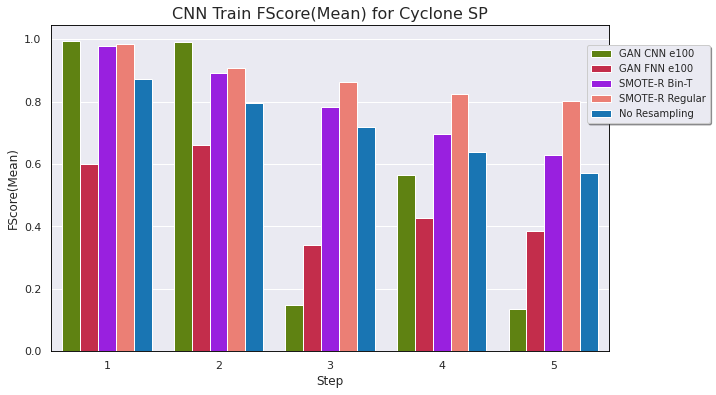 CNN Train FScore(Mean) for Cyclone SP
FScore(Mean)
1.0
0.8
0.6
0.4
0.2
0.0
1 2 3 4 5
Step
GAN CNN e100
GAN FNN e100
SMOTE-R Bin-T
SMOTE-R Regular
No Resampling